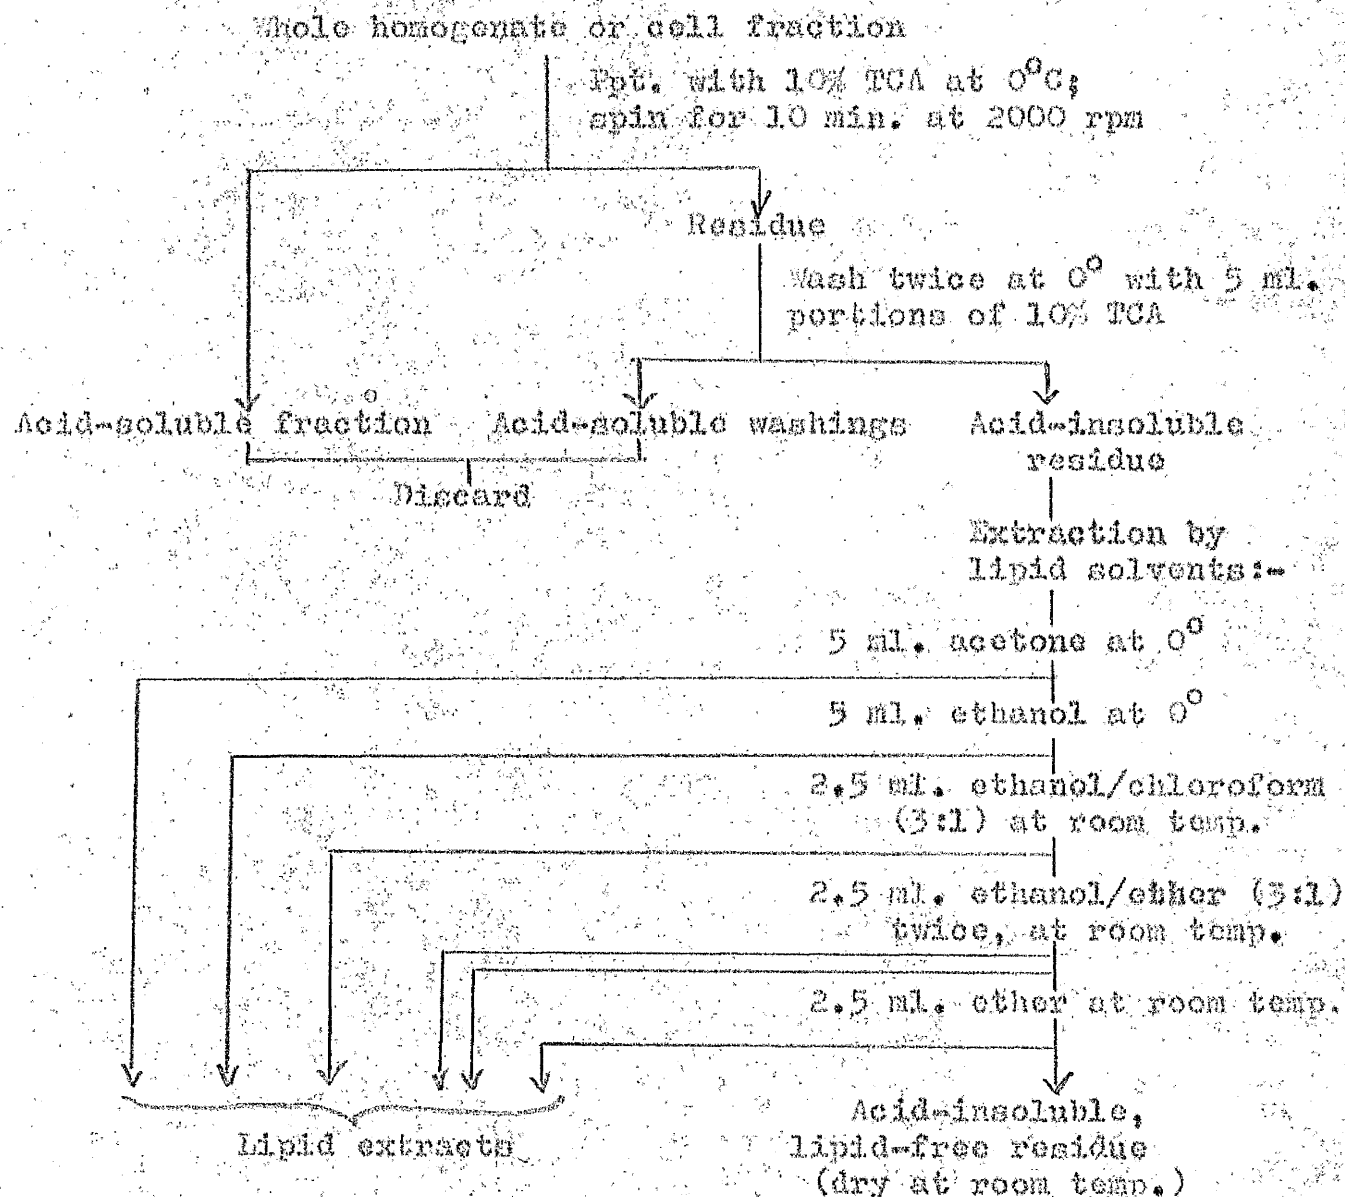 Whole homogenate or cell fraction
Ppt. with 10% TCA at 0°C;
spin for 10 min. at 2000 rpm
Residue
Wash twice at 0° with 5 ml.
portions of 10% TCA
Acid-soluble fraction
Acid-soluble washings
Acid-insoluble
residue
Discard
Extraction by
lipid solvents:-
5 ml. acetone at 0°
5 ml. ethanol at 0°
2.5 ml. ethanol/chloroform
(3:1) at room temp.
2.5 ml. ethanol/ether (3:1)
twice, at room temp.
2.5 ml. ether at room temp.
Lipid extracts
Acid-insoluble,
lipid-free residue
(dry at room temp.)